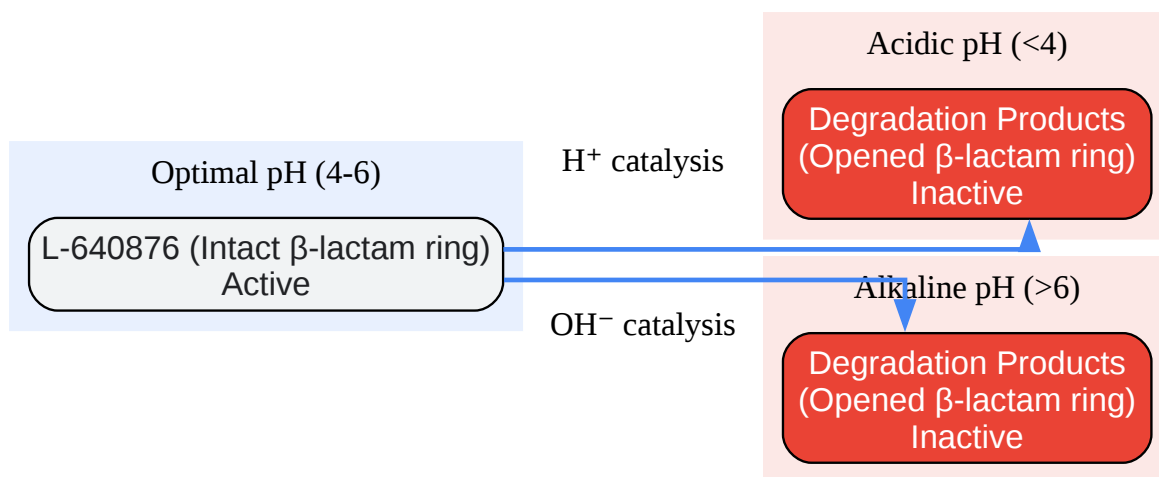 Optimal pH (4-6)
L-640876 (Intact β-lactam ring)
Active
H⁺ catalysis
OH⁻ catalysis
Acidic pH (<4)
Degradation Products
(Opened β-lactam ring)
Inactive
Alkaline pH (>6)
Degradation Products
(Opened β-lactam ring)
Inactive